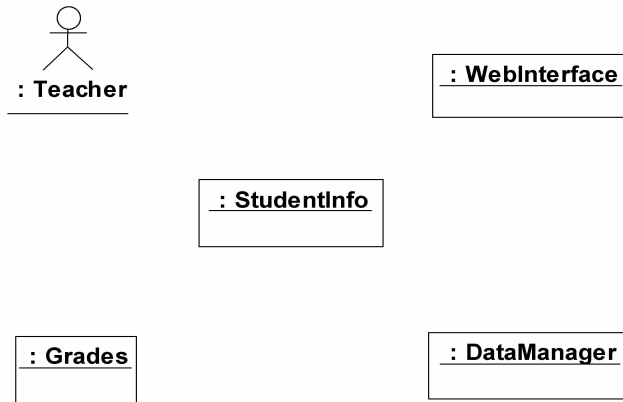 : Teacher
: WebInterface
: StudentInfo
: Grades
: DataManager